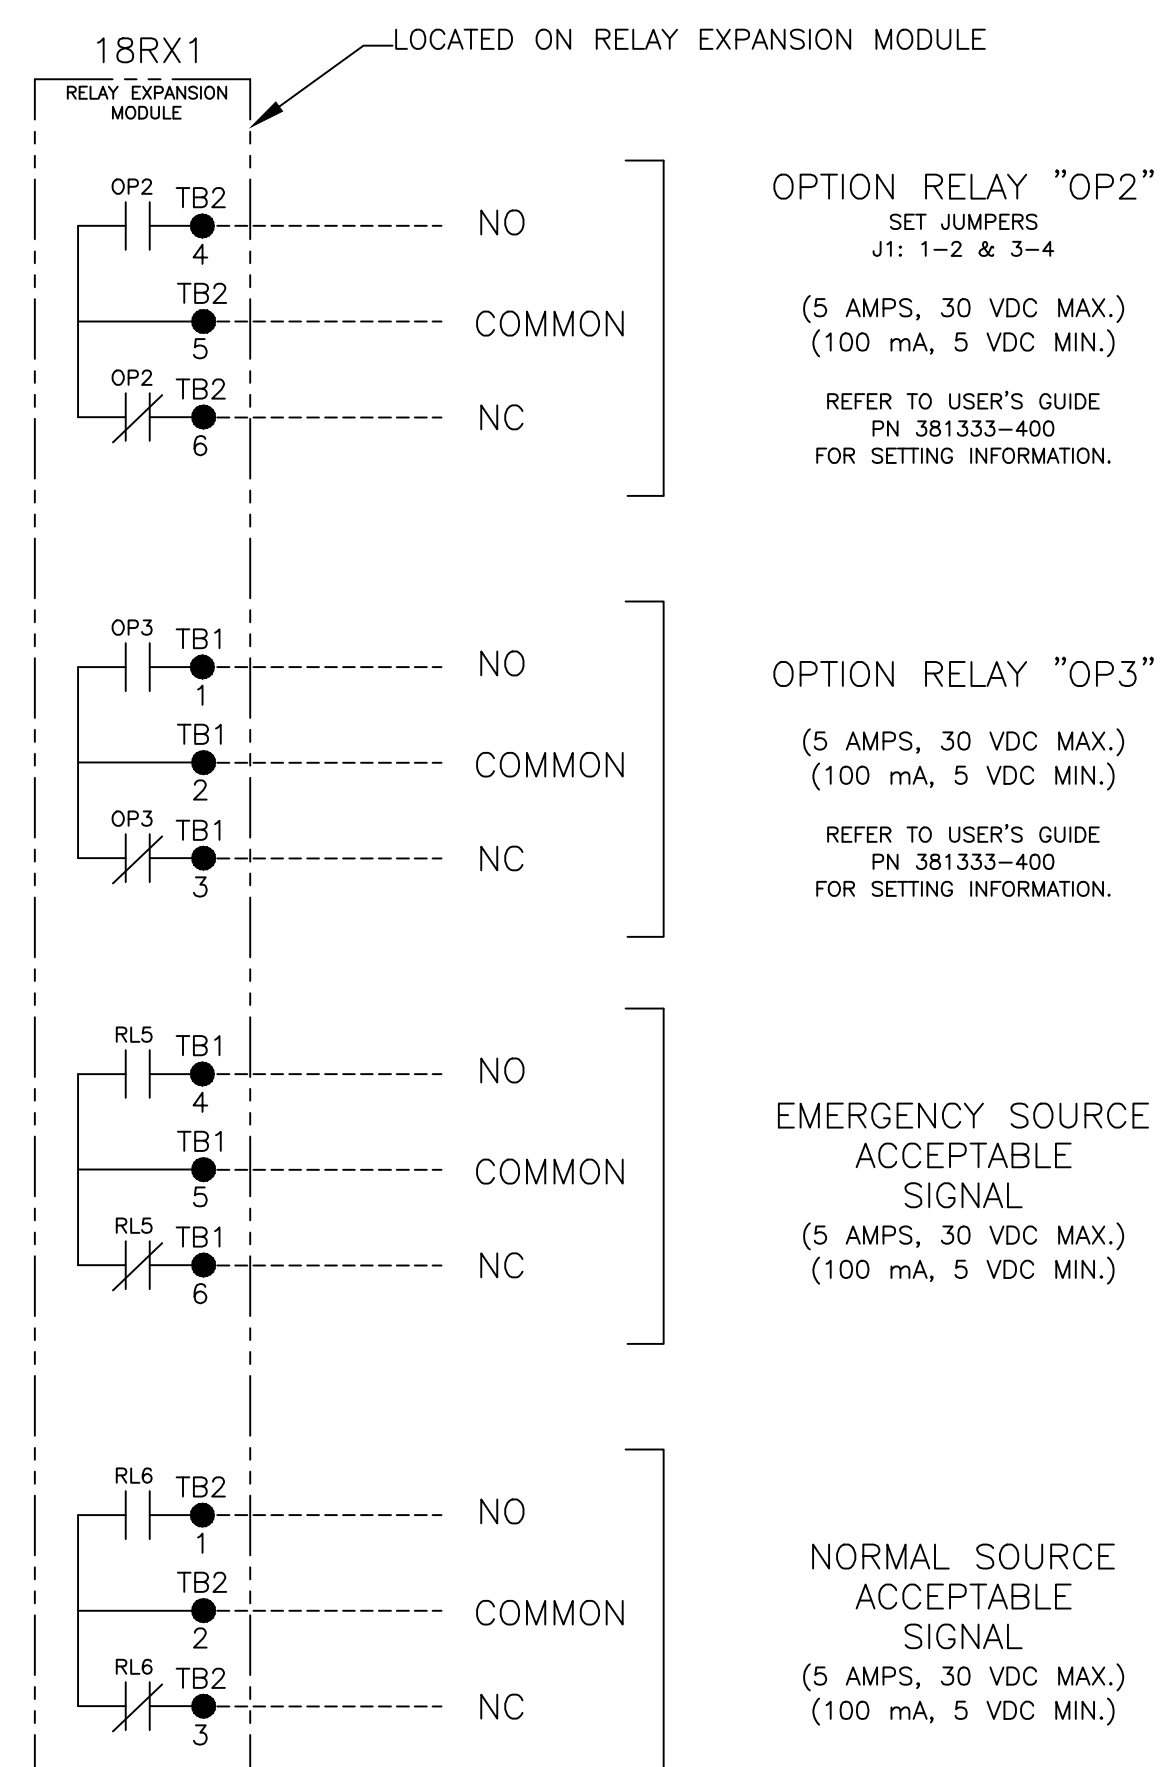 18RX1
LOCATED ON RELAY EXPANSION MODULE
RELAY EXPANSION
MODULE
OP2 TB2
4
NO
TB2
5
COMMON
OP2 TB2
6
NC
OPTION RELAY "OP2"
SET JUMPERS
J1: 1-2 & 3-4
(5 AMPS, 30 VDC MAX.)
(100 mA, 5 VDC MIN.)
REFER TO USER'S GUIDE
PN 381333-400
FOR SETTING INFORMATION.
OP3 TB1
1
NO
TB1
2
COMMON
OP3 TB1
3
NC
OPTION RELAY "OP3"
(5 AMPS, 30 VDC MAX.)
(100 mA, 5 VDC MIN.)
REFER TO USER'S GUIDE
PN 381333-400
FOR SETTING INFORMATION.
RL5 TB1
4
NO
TB1
5
COMMON
RL5 TB1
6
NC
EMERGENCY SOURCE
ACCEPTABLE
SIGNAL
(5 AMPS, 30 VDC MAX.)
(100 mA, 5 VDC MIN.)
RL6 TB2
1
NO
TB2
2
COMMON
RL6 TB2
3
NC
NORMAL SOURCE
ACCEPTABLE
SIGNAL
(5 AMPS, 30 VDC MAX.)
(100 mA, 5 VDC MIN.)